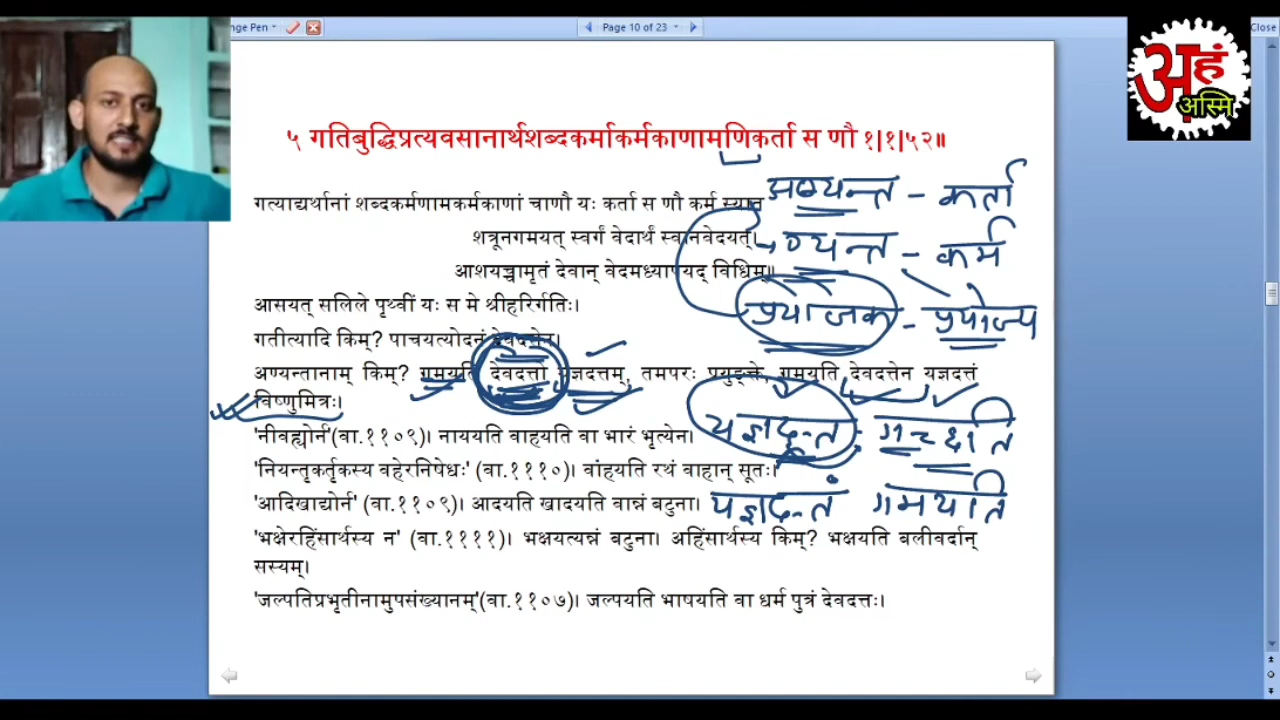 nge Pen
Page 10 of 23
Close
अहं
अस्मि
५ गतिबुद्धिप्रत्यवसानार्थशब्दकर्माकर्मकाणामणिकर्ता स णौ १|१|५२॥
गत्याद्यर्थानां शब्दकर्मणामकर्मकाणां चाणौ यः कर्ता स णौ कर्म स्यात्
अण्यन्त - कर्ता
शत्रूनगमयत् स्वर्गं वेदार्थं स्वानवेदयत्।
ण्यन्त - कर्म
आशयच्चामृतं देवान् वेदमध्यापयद् विधिम्॥
आसयत् सलिले पृथ्वीं यः स मे श्रीहरिर्गतिः।
प्रयोजक - प्रयोज्य
गतीत्यादि किम्? पाचयत्योदनं देवदत्तेन।
अण्यन्तानाम् किम्? गमयति देवदत्तो यज्ञदत्तम्, तमपरः प्रयुङ्क्ते, गमयति देवदत्तेन यज्ञदत्तं
विष्णुमित्रः।
यज्ञदत्त गच्छति
'नीवह्योर्न'(वा.११०९)। नाययति वाहयति वा भारं भृत्येन।
'नियन्तृकर्तृकस्य वहेरनिषेधः' (वा.१११०)। वांहयति रथं वाहान् सूतः।
'आदिखाद्योर्न' (वा.११०९)। आदयति खादयति वान्नं बटुना।
यज्ञदत्तं गमयति
'भक्षेरहिंसार्थस्य न' (वा.११११)। भक्षयत्यन्नं बटुना। अहिंसार्थस्य किम्? भक्षयति बलीवर्दान्
सस्यम्।
'जल्पतिप्रभृतीनामुपसंख्यानम्'(वा.११०७)। जल्पयति भाषयति वा धर्म पुत्रं देवदत्तः।